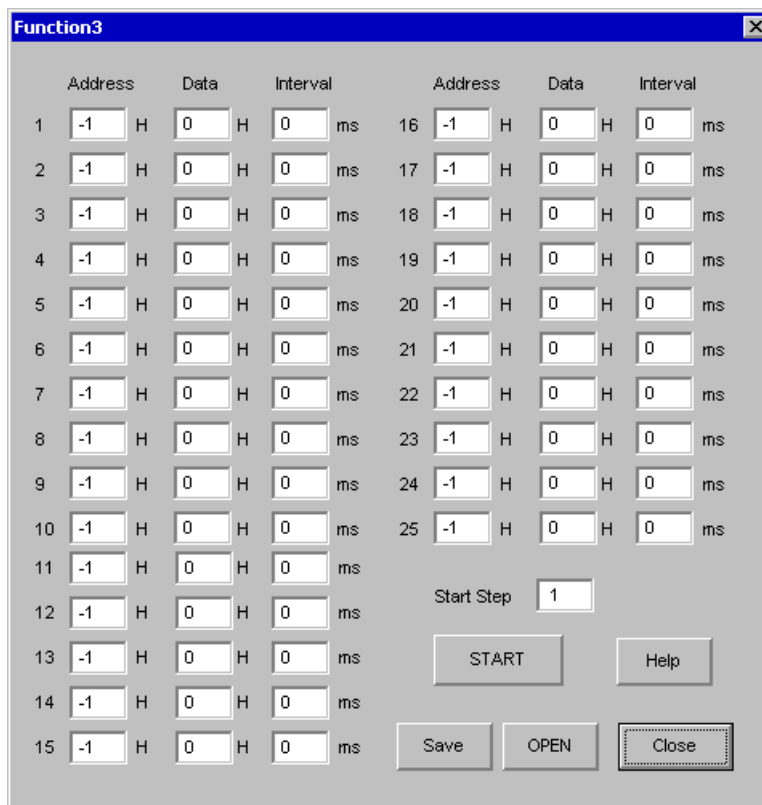 Function3
Address Data Interval Address Data Interval
1 -1 H 0 H 0 ms 16 -1 H 0 H 0 ms
2 -1 H 0 H 0 ms 17 -1 H 0 H 0 ms
3 -1 H 0 H 0 ms 18 -1 H 0 H 0 ms
4 -1 H 0 H 0 ms 19 -1 H 0 H 0 ms
5 -1 H 0 H 0 ms 20 -1 H 0 H 0 ms
6 -1 H 0 H 0 ms 21 -1 H 0 H 0 ms
7 -1 H 0 H 0 ms 22 -1 H 0 H 0 ms
8 -1 H 0 H 0 ms 23 -1 H 0 H 0 ms
9 -1 H 0 H 0 ms 24 -1 H 0 H 0 ms
10 -1 H 0 H 0 ms 25 -1 H 0 H 0 ms
11 -1 H 0 H 0 ms
12 -1 H 0 H 0 ms
13 -1 H 0 H 0 ms
14 -1 H 0 H 0 ms
15 -1 H 0 H 0 ms
Start Step 1
START Help
Save OPEN Close